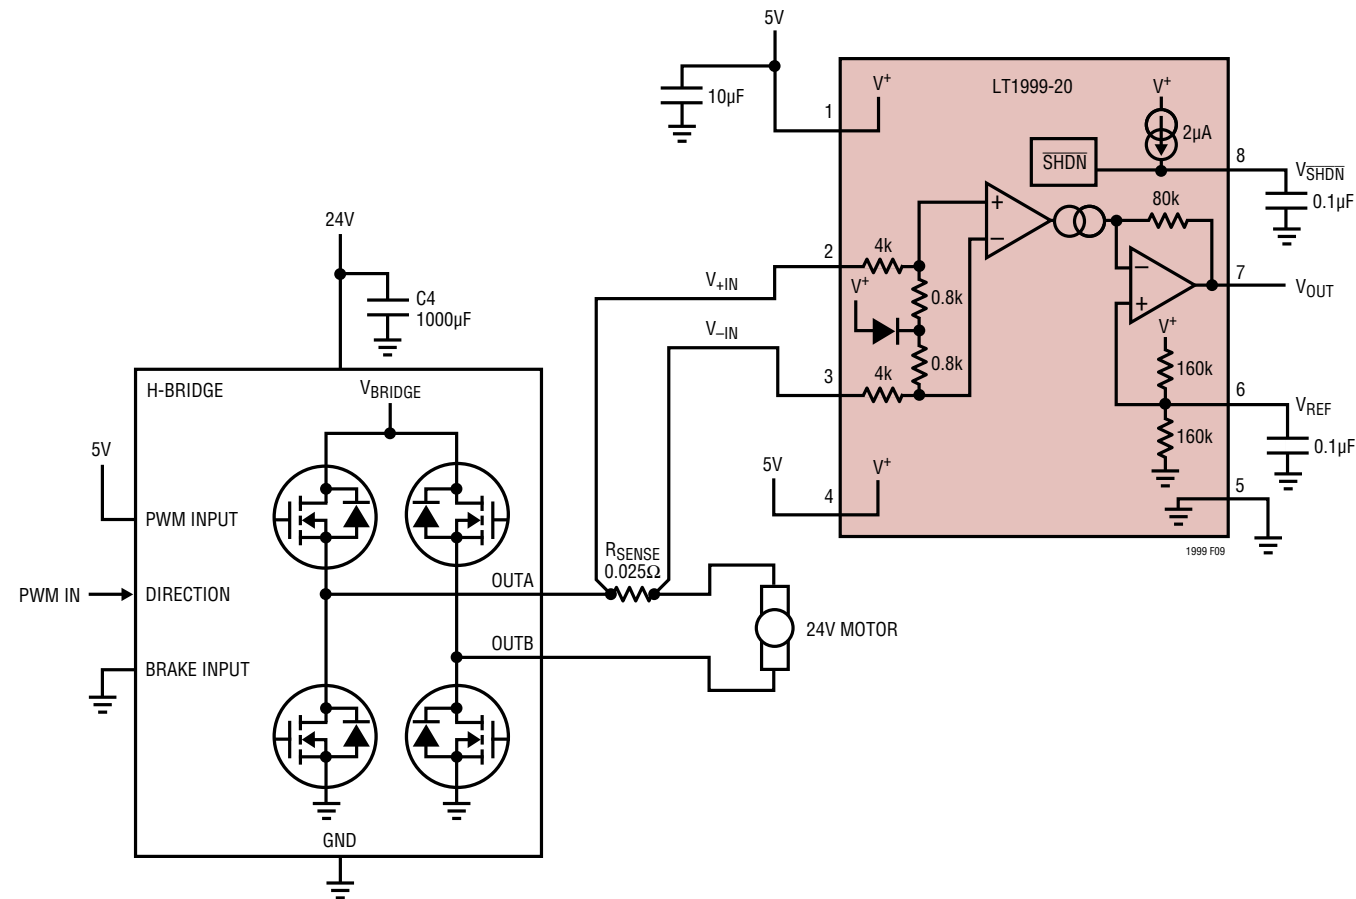 5V
10µF
1
V+
LT1999-20
V+
2µA
SHDN
8
VSHDN
0.1µF
80k
24V
C4
1000µF
2
4k
V+IN
V+
0.8k
+
–
–
+
7
VOUT
V–IN
0.8k
3
4k
V+
160k
6
VREF
160k
0.1µF
5V
4
V+
5
1999 F09
H-BRIDGE
VBRIDGE
5V
PWM INPUT
RSENSE
0.025Ω
PWM IN
DIRECTION
OUTA
24V MOTOR
OUTB
BRAKE INPUT
GND